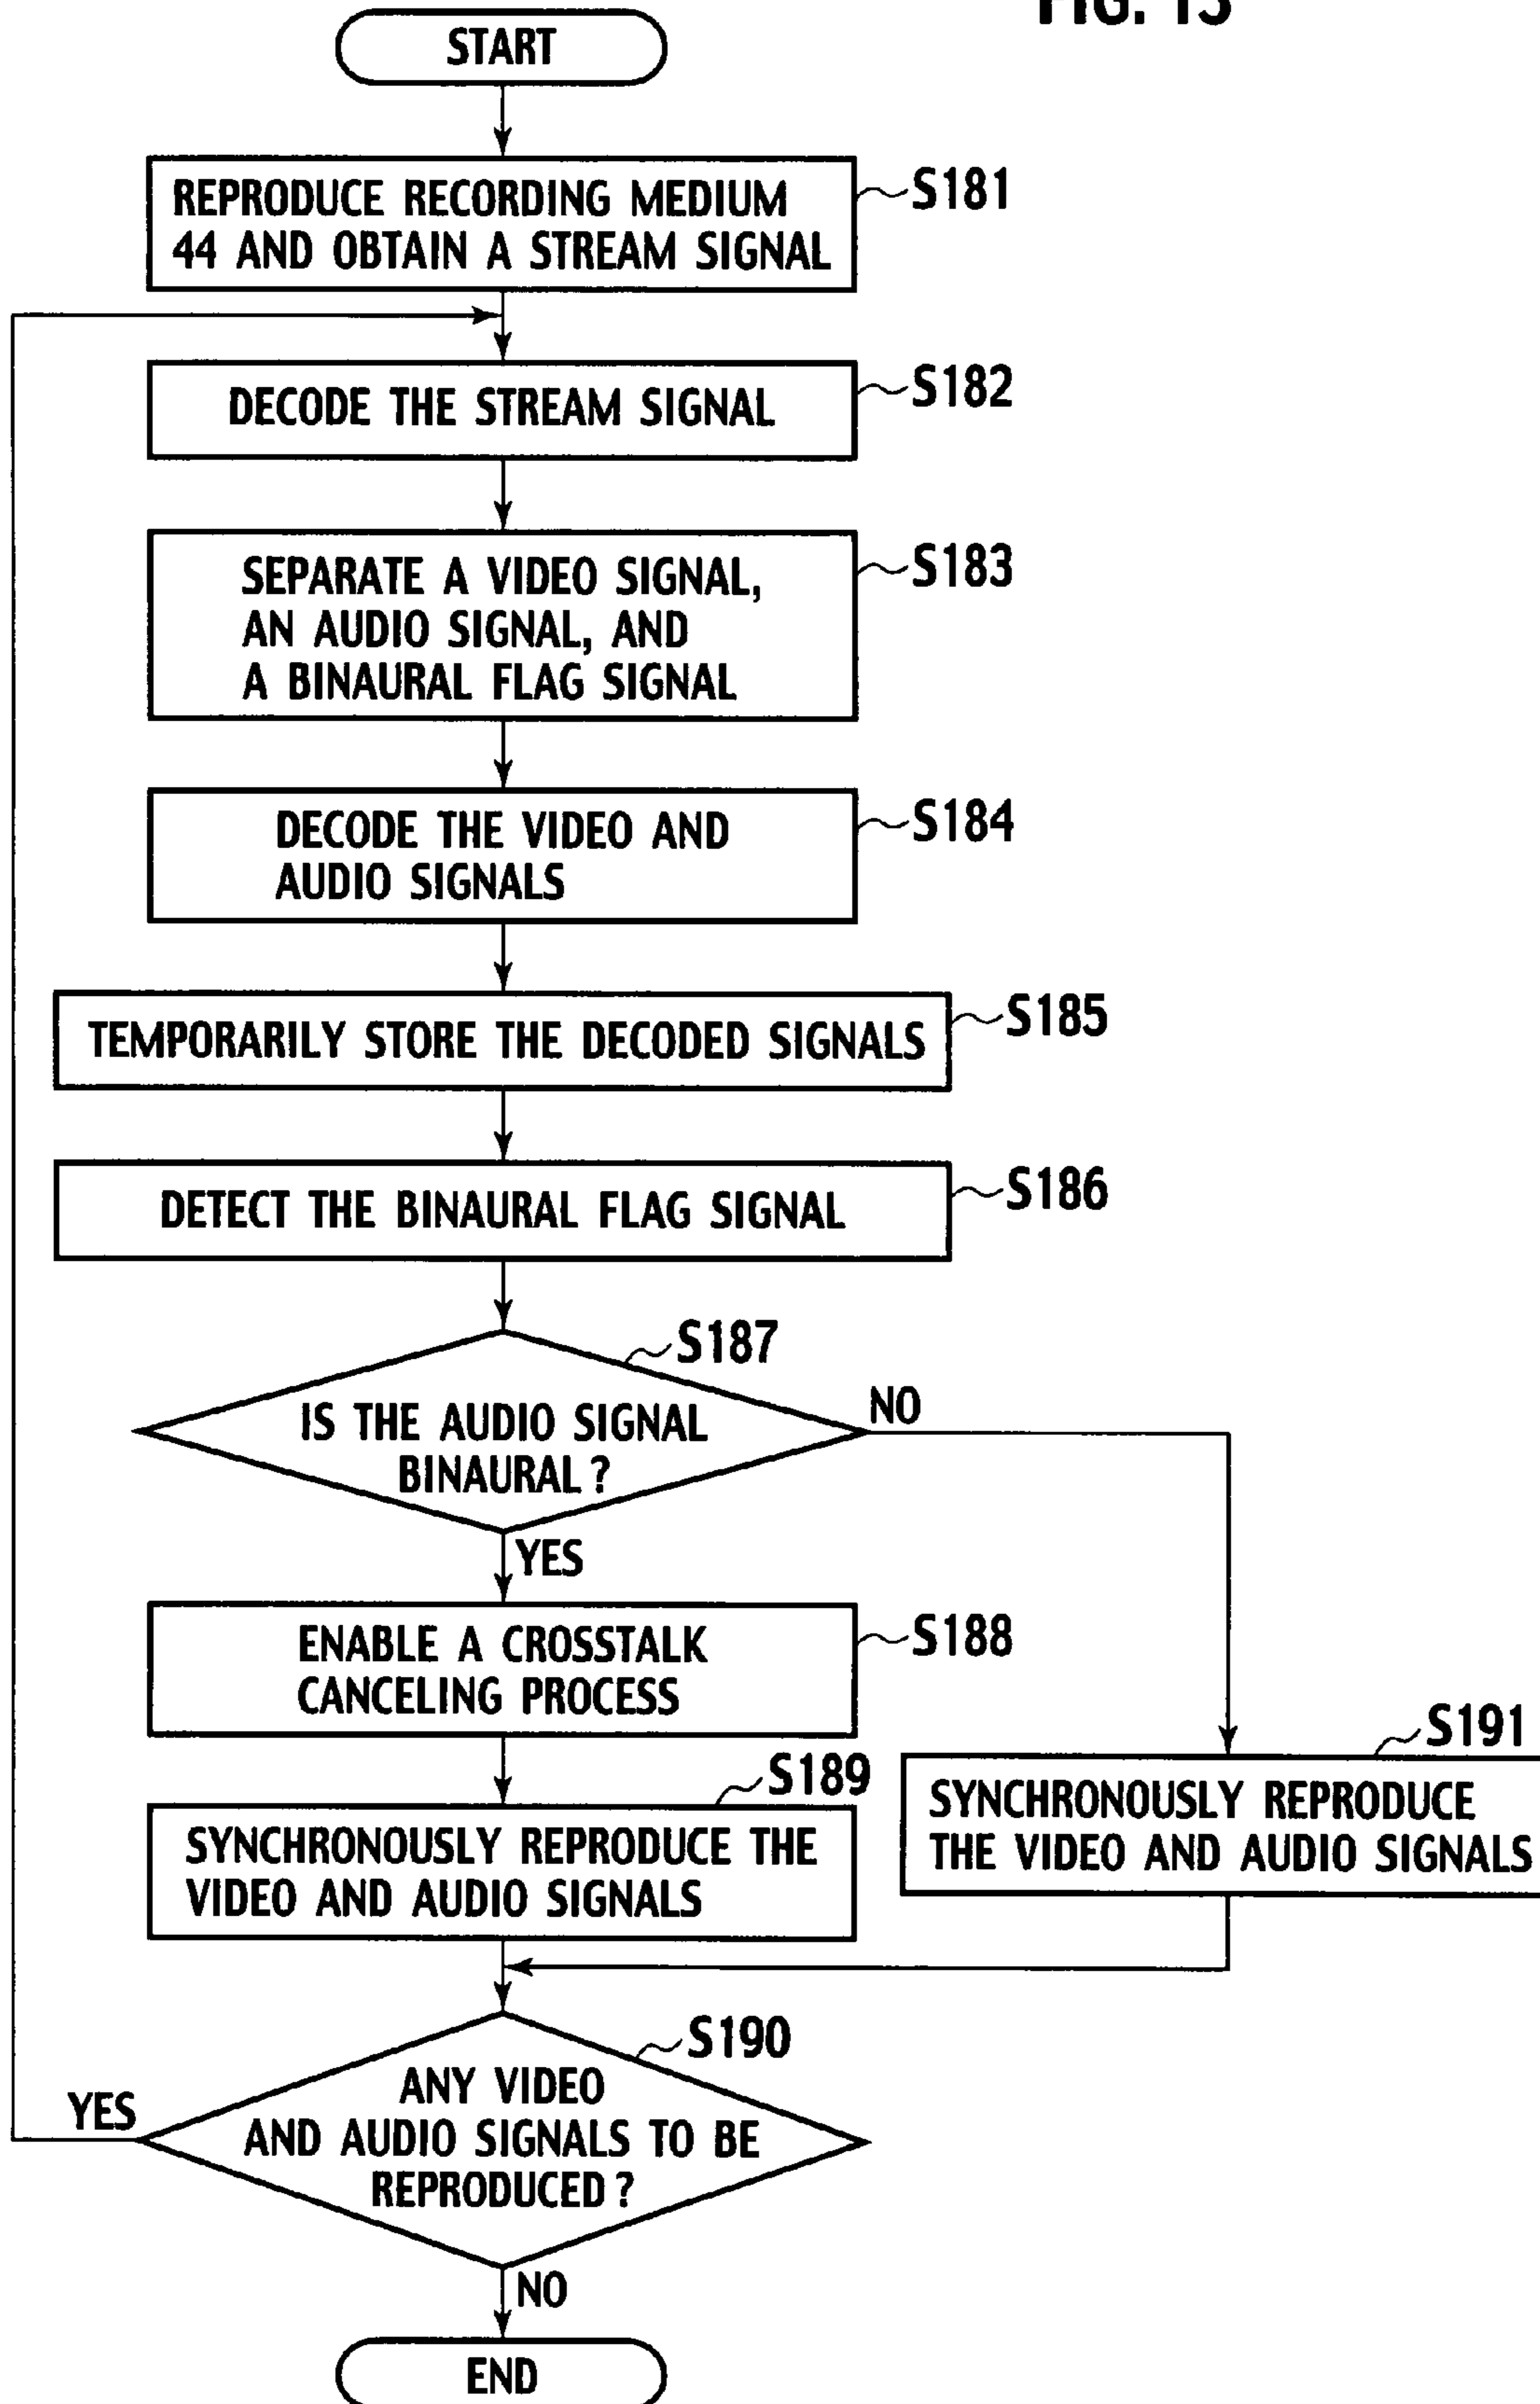 FIG. 13
START
REPRODUCE RECORDING MEDIUM
44 AND OBTAIN A STREAM SIGNAL
S181
DECODE THE STREAM SIGNAL
S182
SEPARATE A VIDEO SIGNAL,
AN AUDIO SIGNAL, AND
A BINAURAL FLAG SIGNAL
S183
DECODE THE VIDEO AND
AUDIO SIGNALS
S184
TEMPORARILY STORE THE DECODED SIGNALS
S185
DETECT THE BINAURAL FLAG SIGNAL
S186
S187
IS THE AUDIO SIGNAL
BINAURAL?
NO
YES
ENABLE A CROSSTALK
CANCELING PROCESS
S188
S189
SYNCHRONOUSLY REPRODUCE THE
VIDEO AND AUDIO SIGNALS
S191
SYNCHRONOUSLY REPRODUCE
THE VIDEO AND AUDIO SIGNALS
S190
ANY VIDEO
AND AUDIO SIGNALS TO BE
REPRODUCED?
YES
NO
END